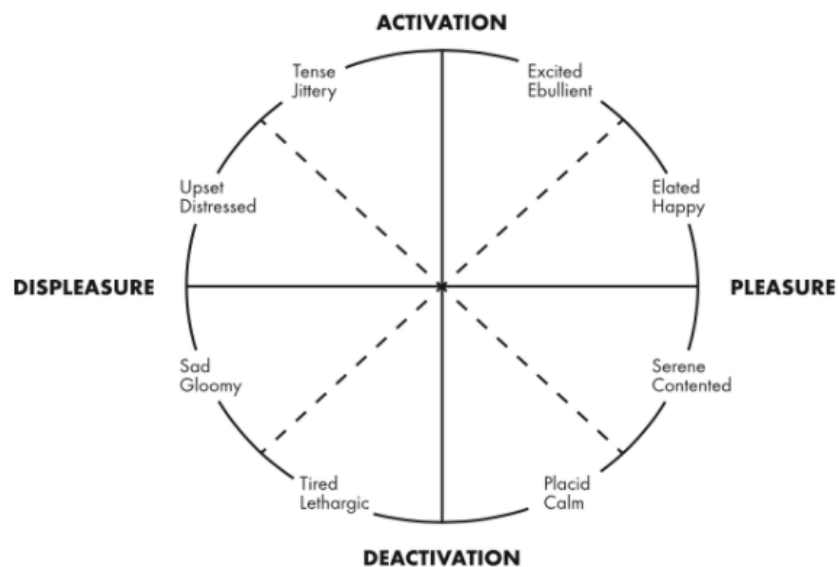 ACTIVATION
Tense
Jittery
Excited
Ebullient
Upset
Distressed
Elated
Happy
DISPLEASURE
PLEASURE
Sad
Gloomy
Serene
Contented
Tired
Lethargic
Placid
Calm
DEACTIVATION